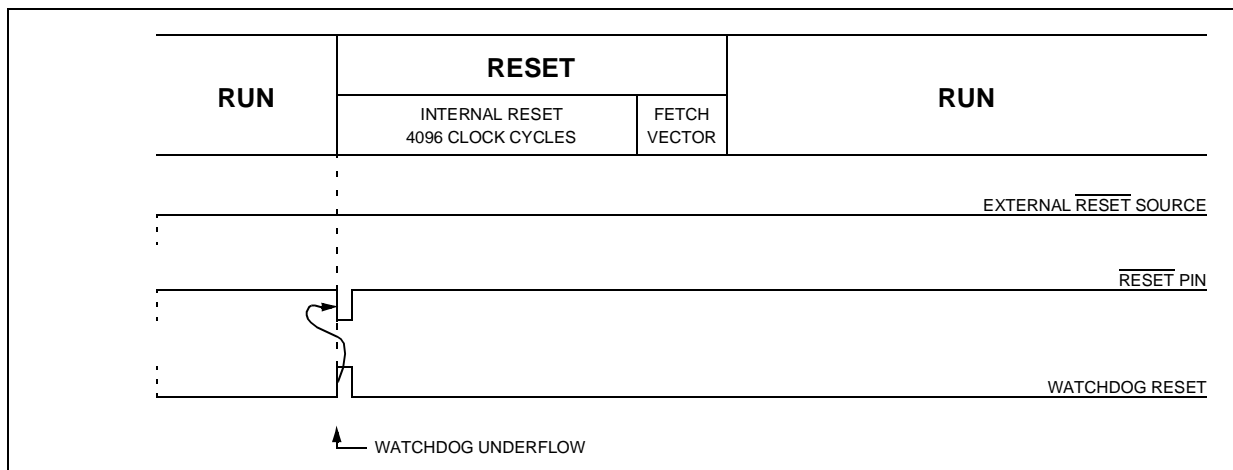 RUN
RESET
RUN
INTERNAL RESET
4096 CLOCK CYCLES
FETCH
VECTOR
EXTERNAL RESET SOURCE
RESET PIN
WATCHDOG RESET
WATCHDOG UNDERFLOW